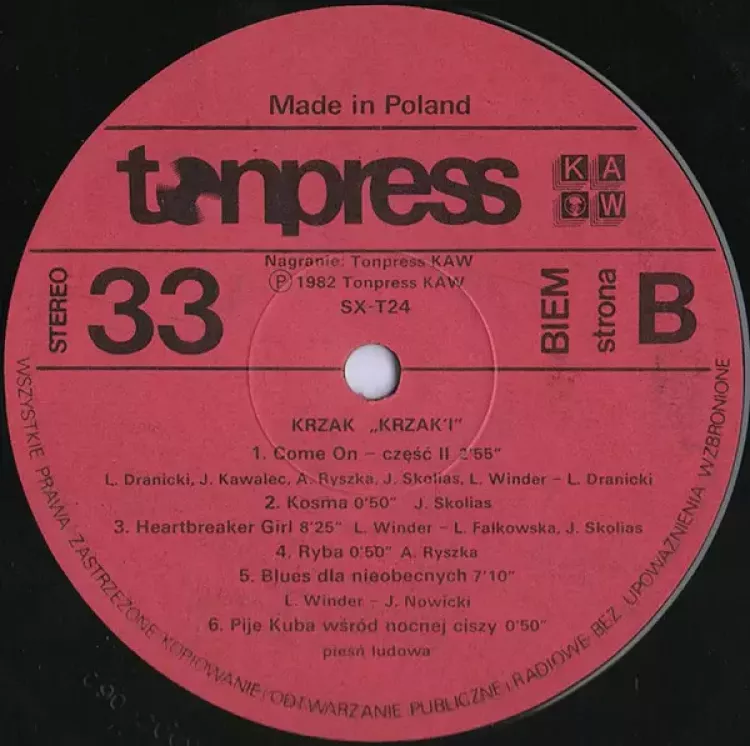 Made in Poland
tonpress
K A
W
Nagranie: Tonpress KAW
Ⓟ 1982 Tonpress KAW
SX-T24
STEREO
33
BIEM
strona
B
KRZAK „KRZAK'I"
1. Come On – część II 3'55"
L. Dranicki, J. Kawalec, A. Ryszka, J. Skolias, L. Winder – L. Dranicki
2. Kosma 0'50" J. Skolias
3. Heartbreaker Girl 8'25" L. Winder – L. Falkowska, J. Skolias
4. Ryba 0'50" A. Ryszka
5. Blues dla nieobecnych 7'10"
L. Winder – J. Nowicki
6. Pije Kuba wśród nocnej ciszy 0'50"
pieśń ludowa
WSZYSTKIE PRAWA ZASTRZEŻONE KOPIOWANIE I ODTWARZANIE PUBLICZNE I RADIOWE BEZ UPOWAŻNIENIA WZBRONIONE